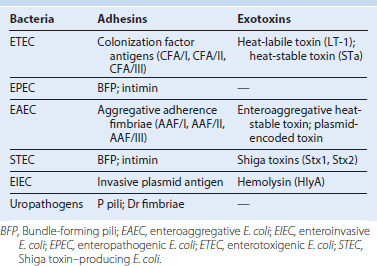 Bacteria Adhesins Exotoxins
ETEC Colonization factor Heat-labile toxin (LT-1);
antigens (CFA/I, CFA/II, heat-stable toxin (STa)
CFA/III)
EPEC BFP; intimin —
EAEC Aggregative adherence Enteroaggregative heat-
fimbriae (AAF/I, AAF/II, stable toxin; plasmid-
AAF/III) encoded toxin
STEC BFP; intimin Shiga toxins (Stx1, Stx2)
EIEC Invasive plasmid antigen Hemolysin (HlyA)
Uropathogens P pili; Dr fimbriae —
BFP, Bundle-forming pili; EAEC, enteroaggregative E. coli; EIEC, enteroinvasive
E. coli; EPEC, enteropathogenic E. coli; ETEC, enterotoxigenic E. coli; STEC,
Shiga toxin–producing E. coli.